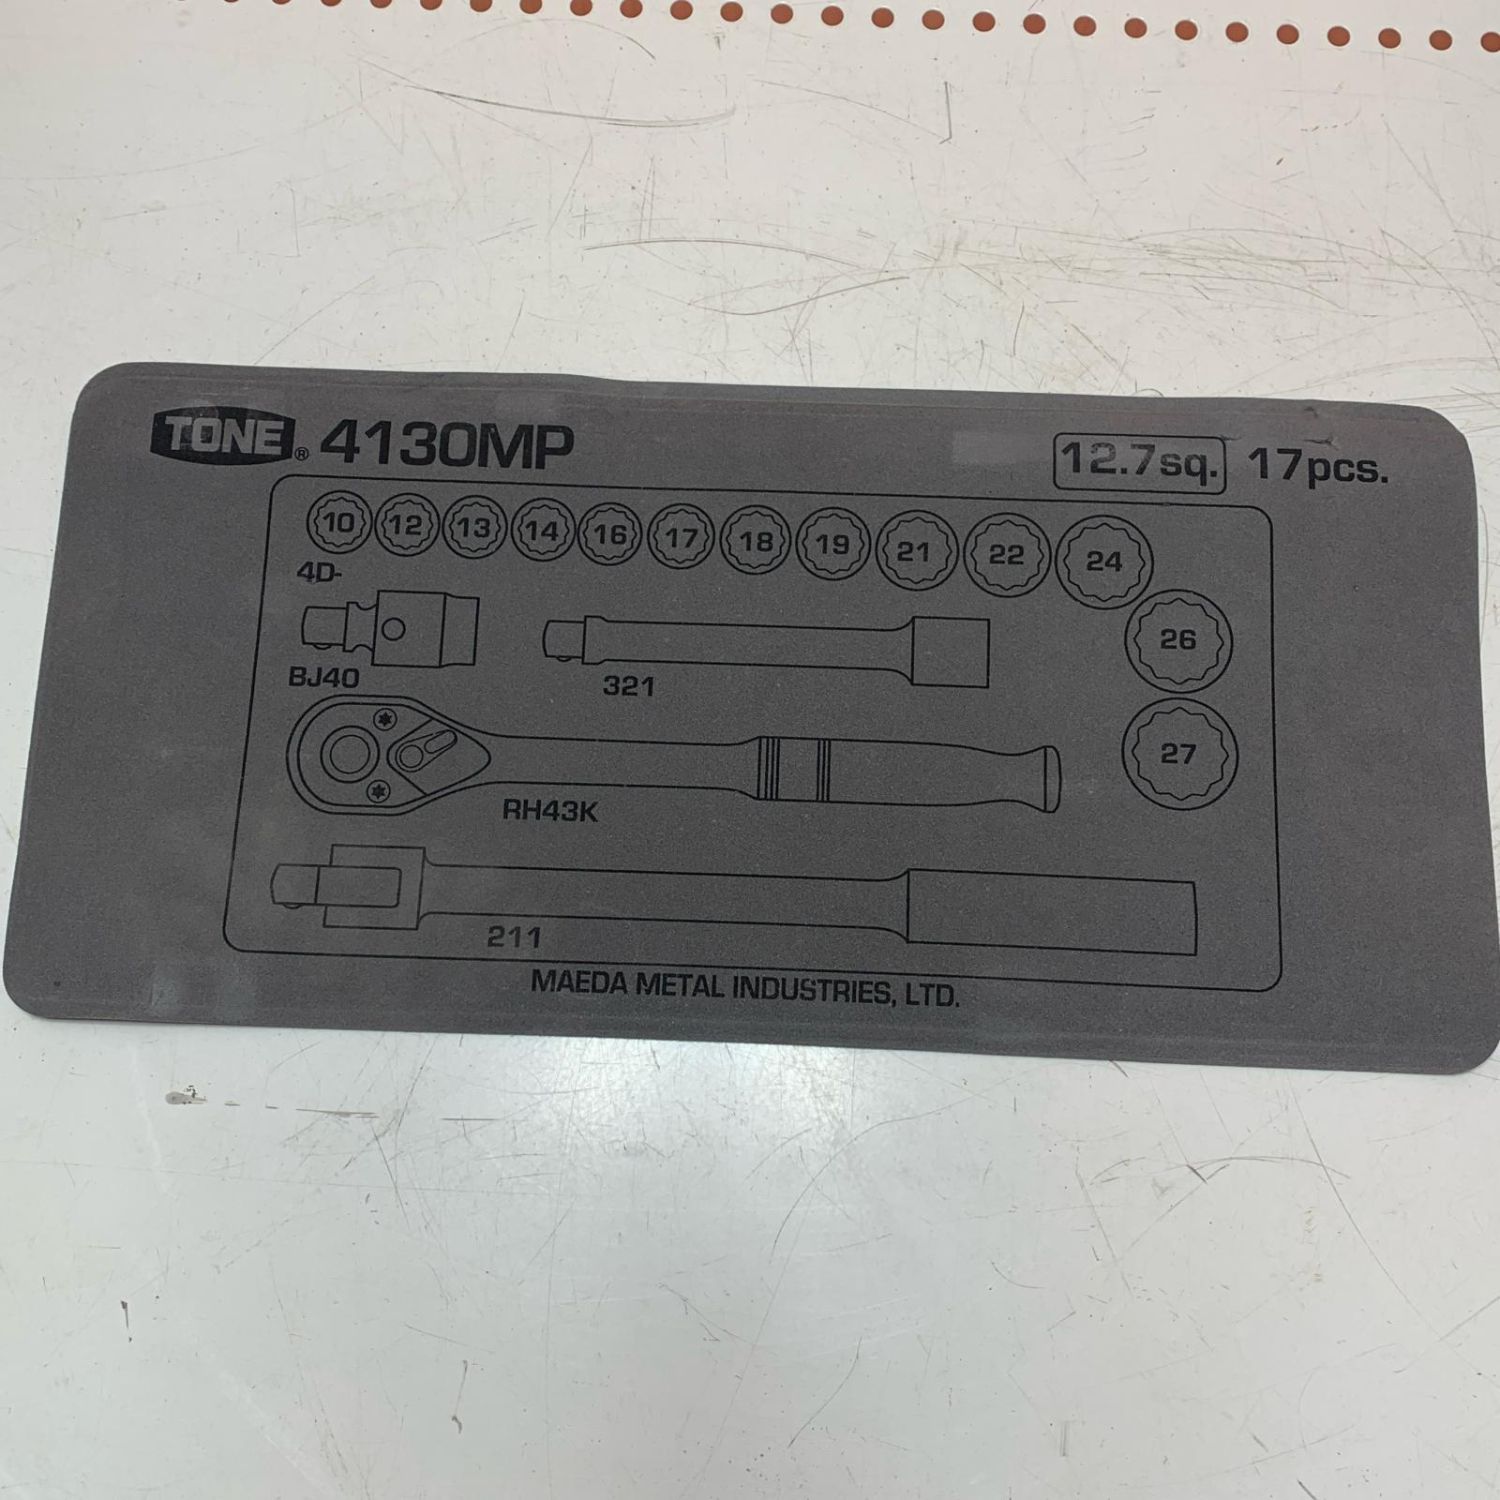 TONE® 4130MP 12.7sq. 17pcs.
10 12 13 14 16 17 18 19 21 22 24
4D-
26
BJ40
321
27
RH43K
211
MAEDA METAL INDUSTRIES, LTD.